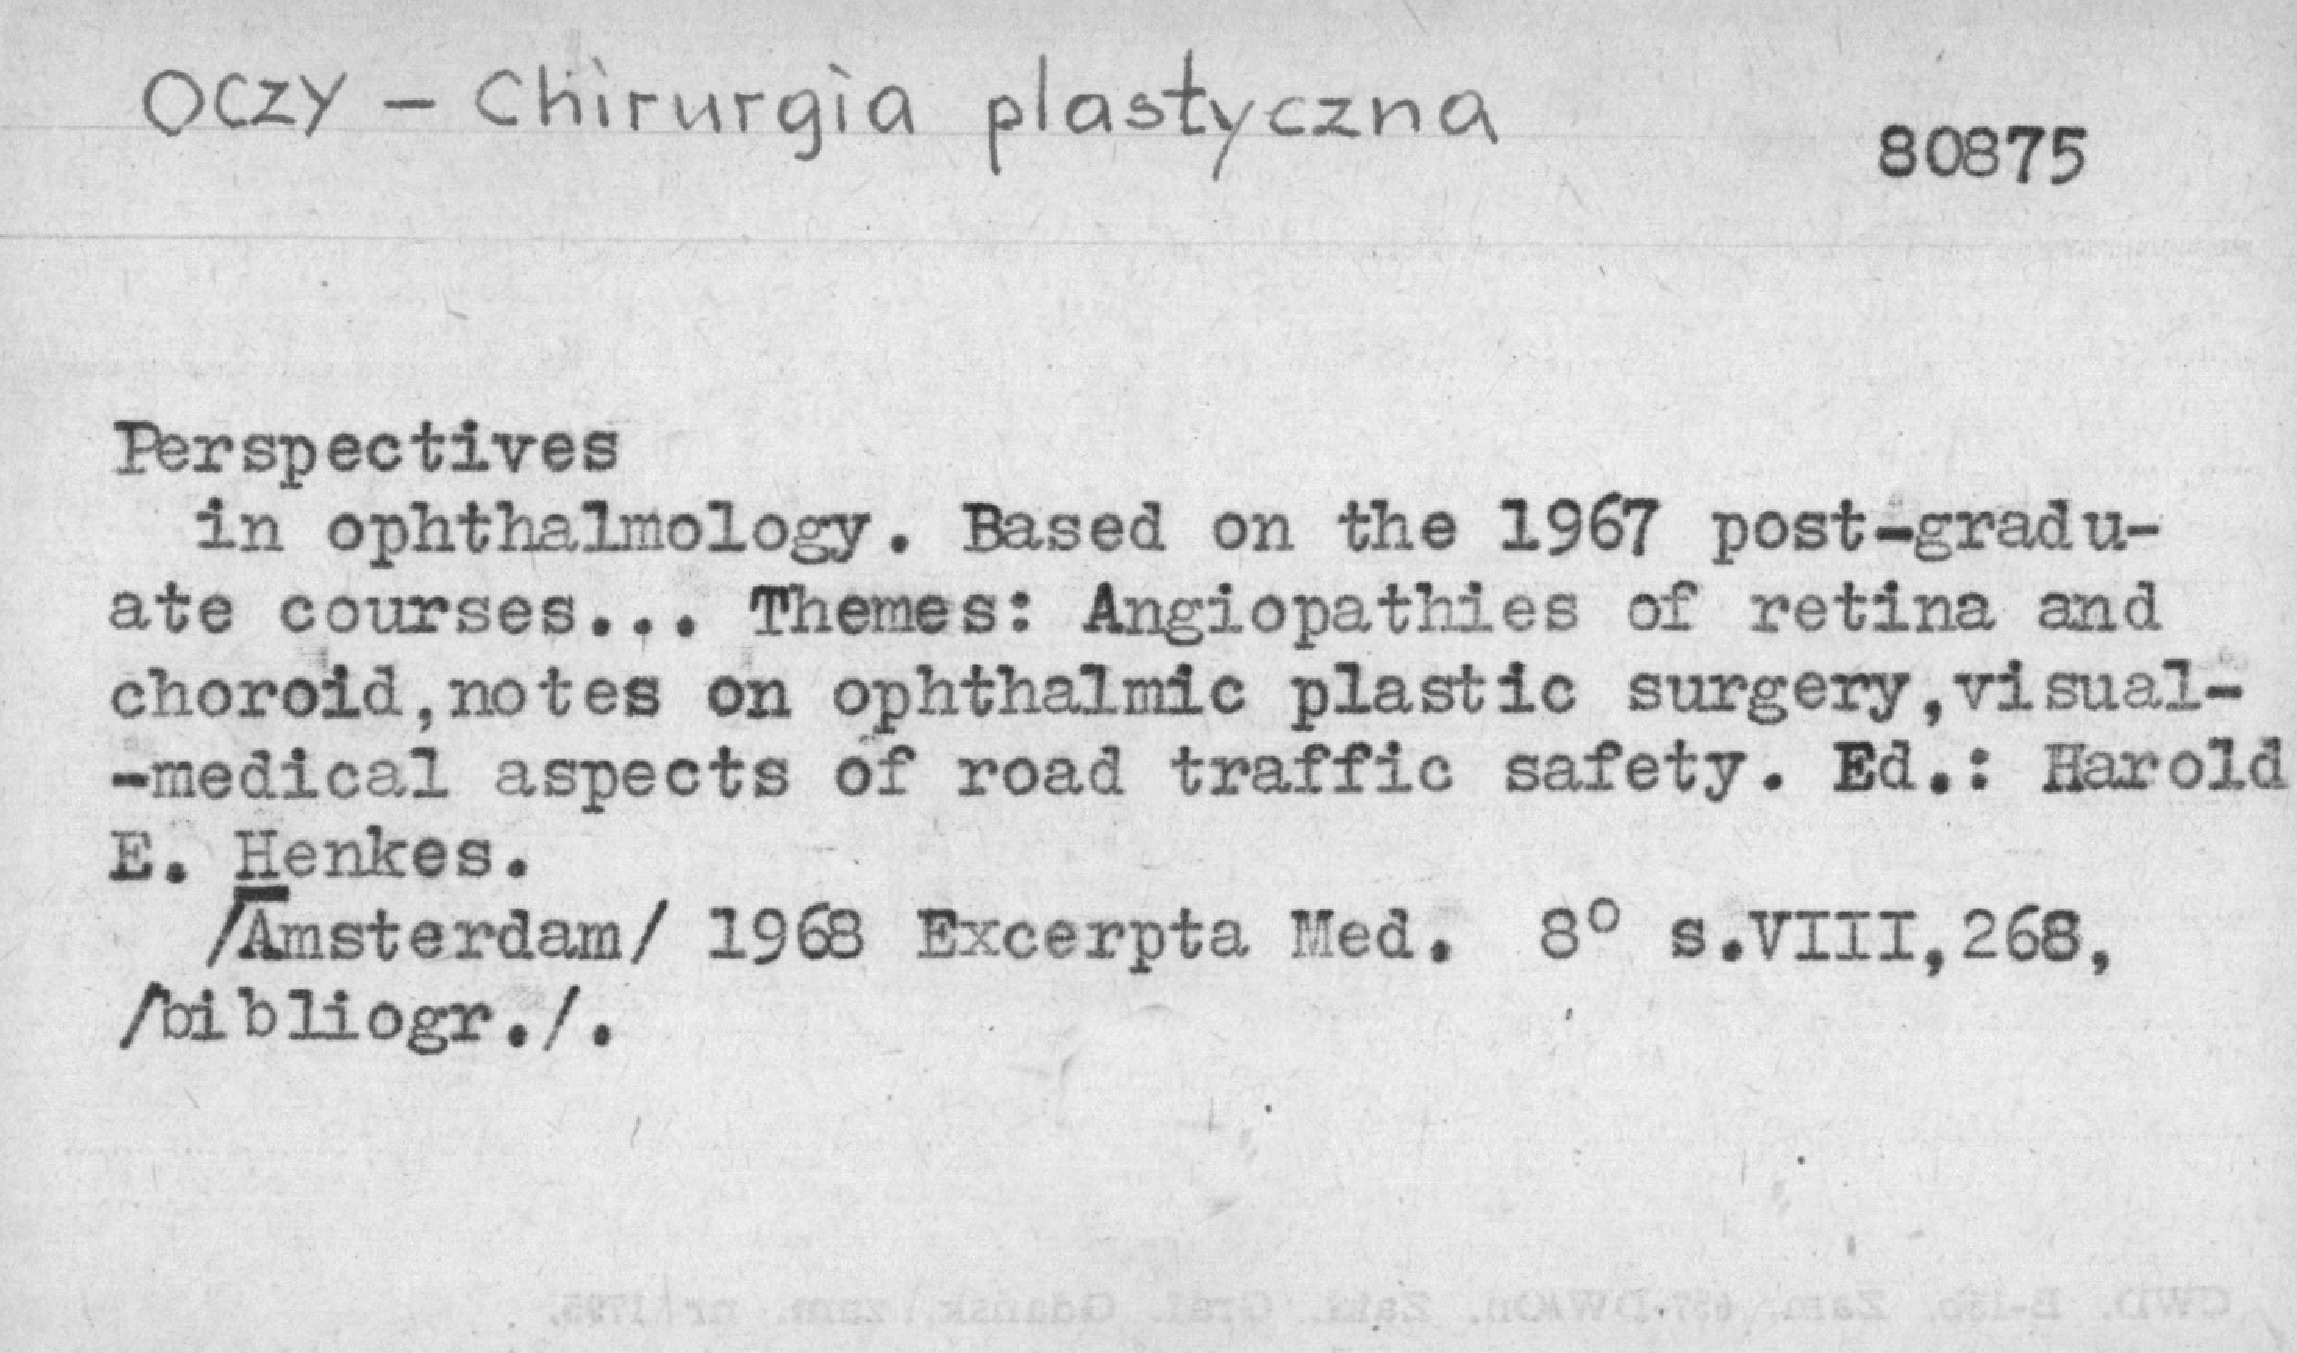 OCZY – Chirurgia plastyczna
80875
Perspectives
in ophthalmology. Based on the 1967 post-gradu-
ate courses... Themes: Angiopathies of retina and
choroid,notes on ophthalmic plastic surgery,visual-
-medical aspects of road traffic safety. Ed.: Harold
E. Henkes.
/Amsterdam/ 1968 Excerpta Med. 8° s.VIII,268,
/bibliogr./.